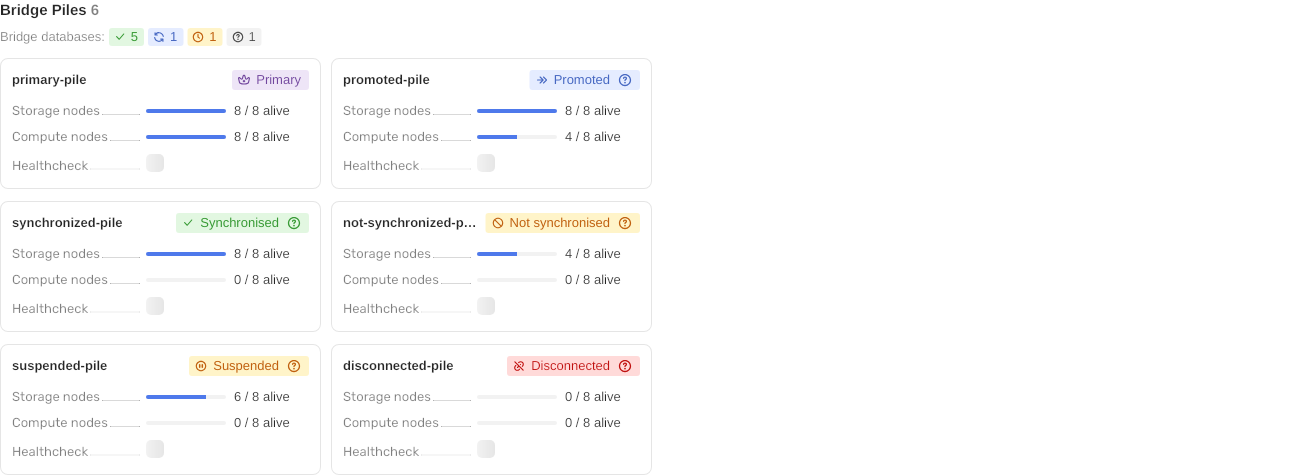 Bridge Piles 6
Bridge databases: 5 1 1 1
primary-pile Primary
Storage nodes 8 / 8 alive
Compute nodes 8 / 8 alive
Healthcheck
promoted-pile Promoted
Storage nodes 8 / 8 alive
Compute nodes 4 / 8 alive
Healthcheck
synchronized-pile Synchronised
Storage nodes 8 / 8 alive
Compute nodes 0 / 8 alive
Healthcheck
not-synchronized-p... Not synchronised
Storage nodes 4 / 8 alive
Compute nodes 0 / 8 alive
Healthcheck
suspended-pile Suspended
Storage nodes 6 / 8 alive
Compute nodes 0 / 8 alive
Healthcheck
disconnected-pile Disconnected
Storage nodes 0 / 8 alive
Compute nodes 0 / 8 alive
Healthcheck